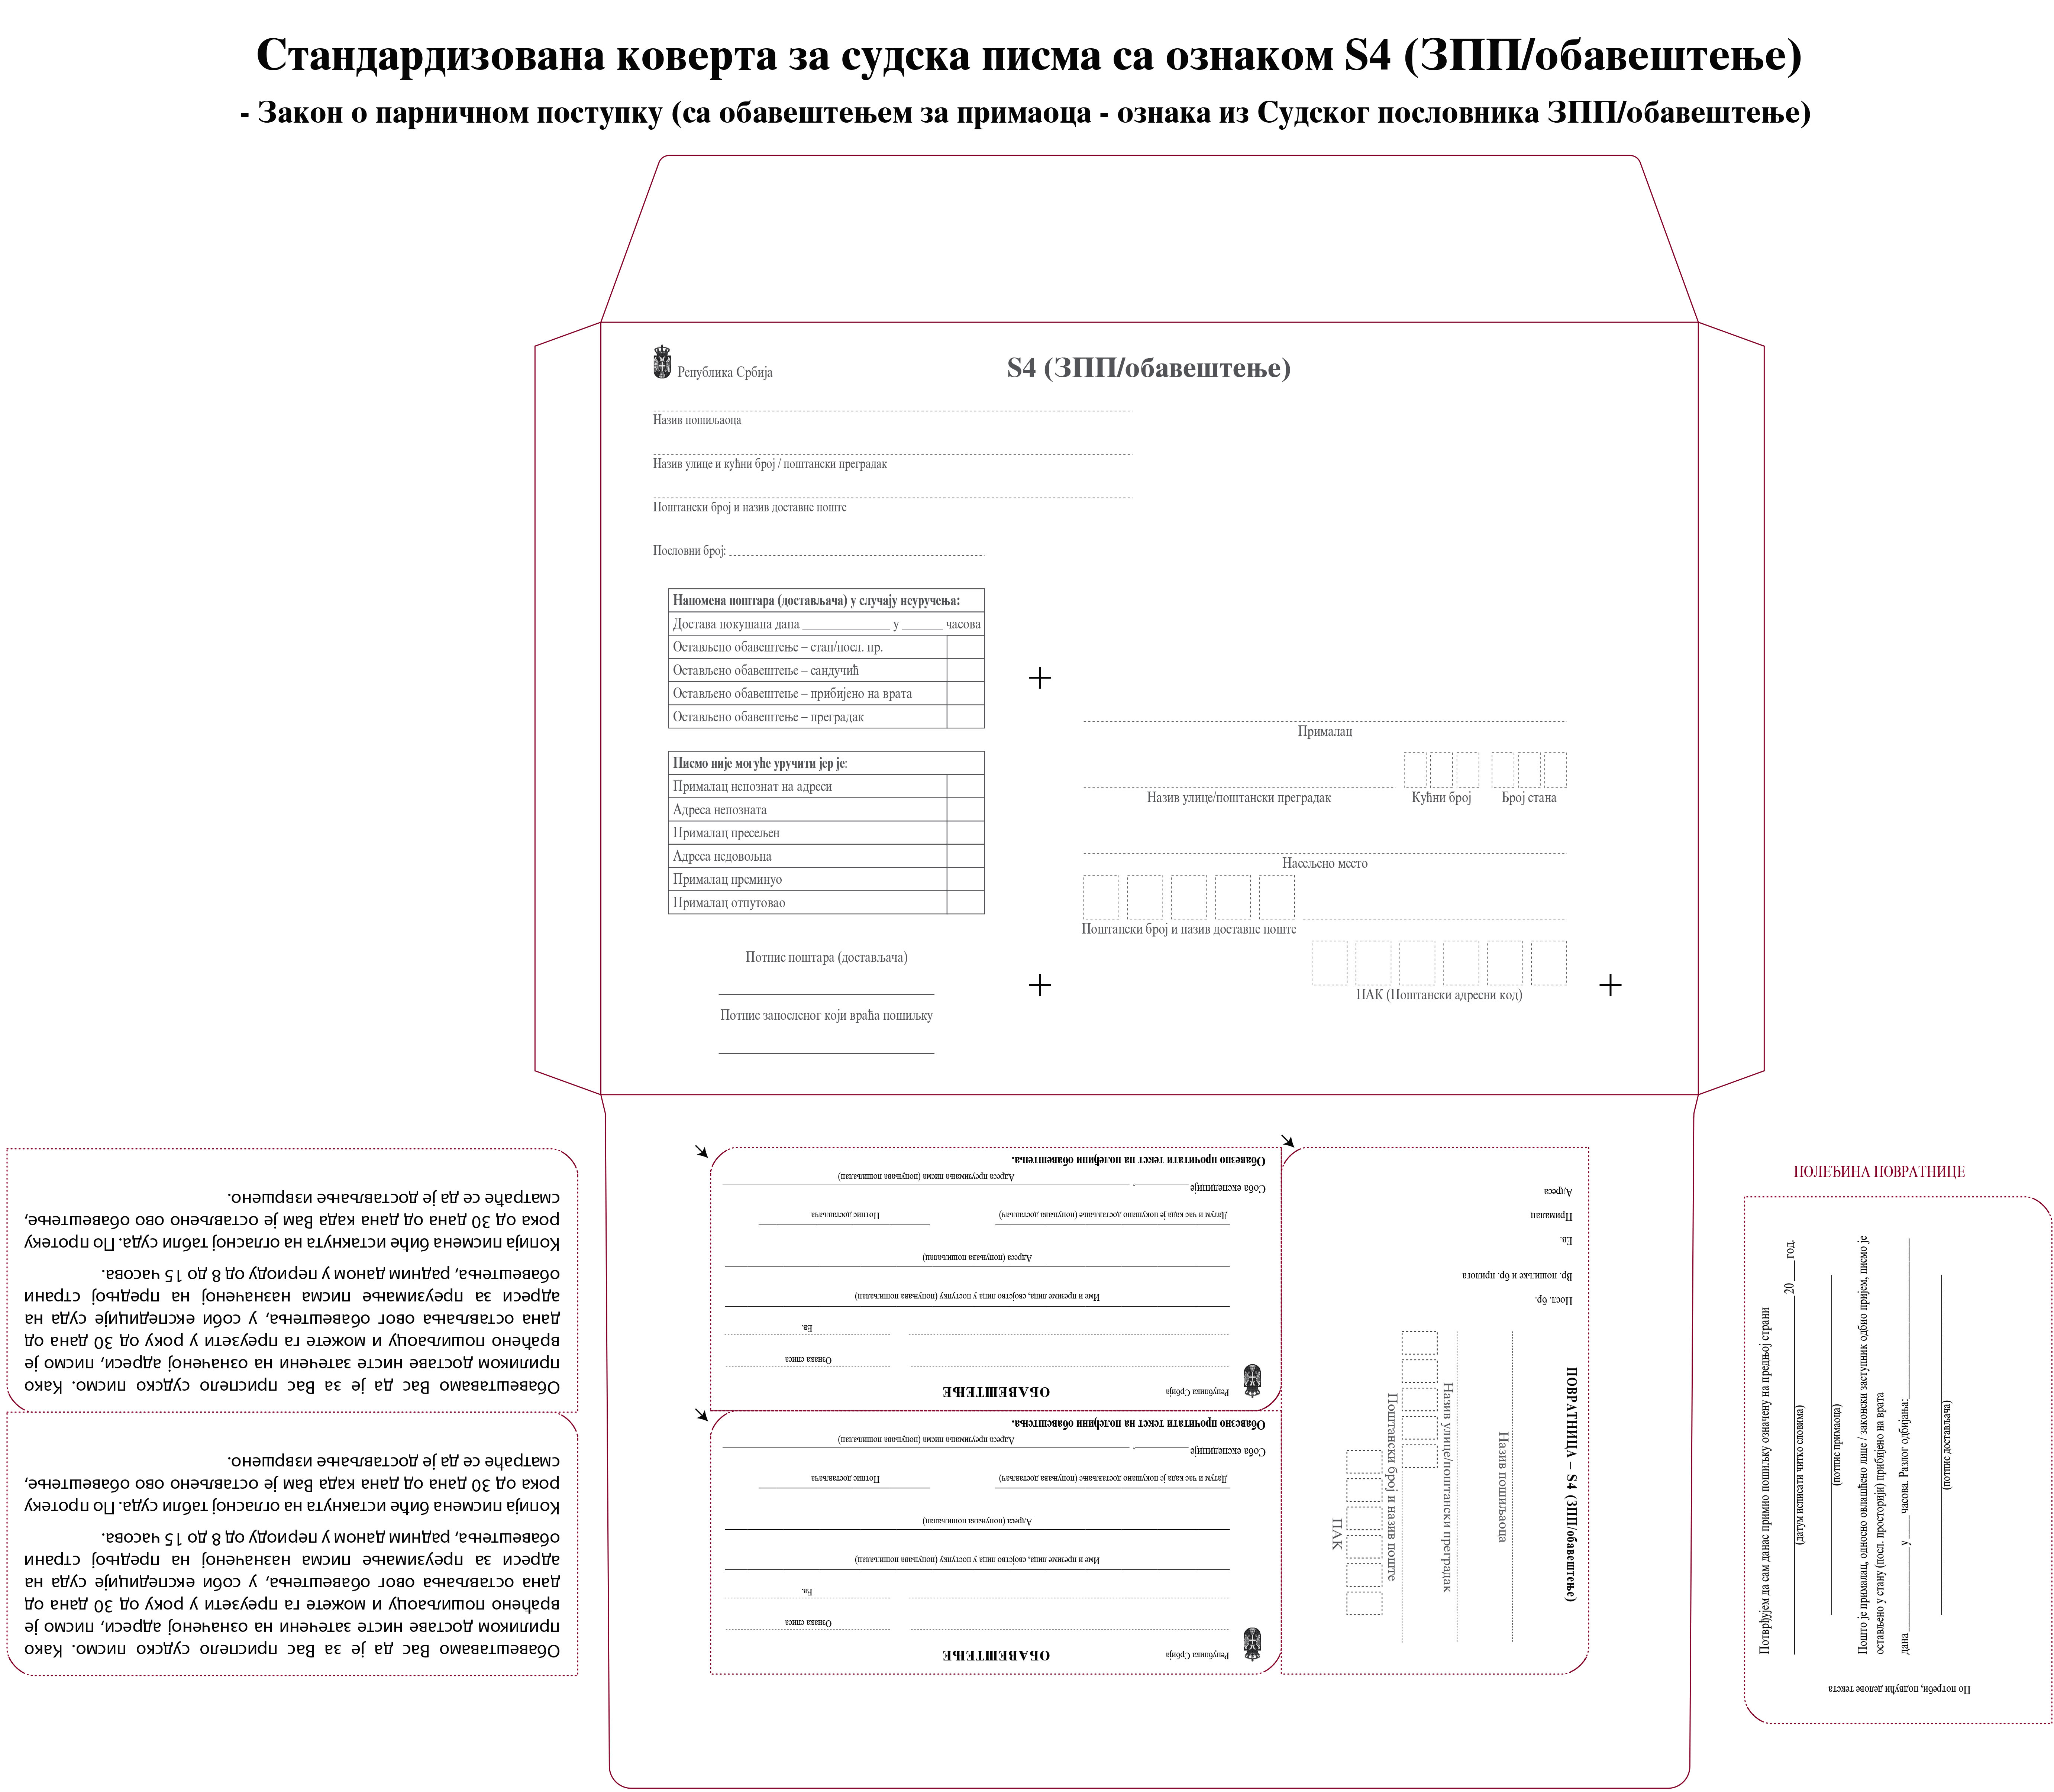 Стандардизована коверта за судска писма са ознаком S4 (ЗПП/обавештење)
- Закон о парничном поступку (са обавештењем за примаоца - ознака из Судског пословника ЗПП/обавештење)
Република Србија
S4 (ЗПП/обавештење)
Назив пошиљаоца
Назив улице и кућни број / поштански преградак
Поштански број и назив доставне поште
Пословни број:
Напомена поштара (достављача) у случају неуручења:
Достава покушана дана ____________ у ______ часова
Остављено обавештење – стан/посл. пр.
Остављено обавештење – сандучић
Остављено обавештење – прибијено на врата
Остављено обавештење – преградак
Писмо није могуће уручити јер је:
Прималац непознат на адреси
Адреса непозната
Прималац пресељен
Адреса недовољна
Прималац преминуо
Прималац отпутовао
Потпис поштара (достављача)
Потпис запосленог који враћа пошиљку
Прималац
Назив улице/поштански преградак
Кућни број
Број стана
Насељено место
Поштански број и назив доставне поште
ПАК (Поштански адресни код)
Обавештавамо Вас да је за Вас приспело судско писмо. Како
приликом доставе нисте затечени на означеној адреси, писмо је
враћено пошиљаоцу и можете га преузети у року од 30 дана од
дана остављања овог обавештења, у соби експедиције суда на
адреси за преузимање писма назначеној на предњој страни
обавештења, радним даном у периоду од 8 до 15 часова.
Копија писмена биће истакнута на огласној табли суда. По протеку
рока од 30 дана од дана када Вам је остављено ово обавештење,
сматраће се да је достављање извршено.
Обавештавамо Вас да је за Вас приспело судско писмо. Како
приликом доставе нисте затечени на означеној адреси, писмо је
враћено пошиљаоцу и можете га преузети у року од 30 дана од
дана остављања овог обавештења, у соби експедиције суда на
адреси за преузимање писма назначеној на предњој страни
обавештења, радним даном у периоду од 8 до 15 часова.
Копија писмена биће истакнута на огласној табли суда. По протеку
рока од 30 дана од дана када Вам је остављено ово обавештење,
сматраће се да је достављање извршено.
Република Србија
ОБАВЕШТЕЊЕ
Ознака списа
Ев.
Име и презиме лица, својство лица у поступку (попуњава пошиљалац)
Адреса (попуњава пошиљалац)
Датум и час када је покушано достављање (попуњава достављач)
Потпис достављача
Соба експедиције ____________,
Адреса преузимања писма (попуњава пошиљалац)
Обавезно прочитати текст на полеђини обавештења.
Република Србија
ОБАВЕШТЕЊЕ
Ознака списа
Ев.
Име и презиме лица, својство лица у поступку (попуњава пошиљалац)
Адреса (попуњава пошиљалац)
Датум и час када је покушано достављање (попуњава достављач)
Потпис достављача
Соба експедиције ____________,
Адреса преузимања писма (попуњава пошиљалац)
Обавезно прочитати текст на полеђини обавештења.
ПОВРАТНИЦА – S4 (ЗПП/обавештење)
Назив пошиљаоца
Назив улице/поштански преградак
Поштански број и назив поште
ПАК
Посл. бр.
Вр. пошиљке и бр. прилога
Ев.
Прималац
Адреса
ПОЛЕЂИНА ПОВРАТНИЦЕ
Потврђујем да сам данас примио пошиљку означену на предњој страни
20___ год.
(датум исписати читко словима)
(потпис примаоца)
Пошто је прималац, односно овлашћено лице / законски заступник одбио пријем, писмо је
остављено у стану (посл. просторији) прибијено на врата
дана ____________ у ____ часова. Разлог одбијања:
(потпис достављача)
По потреби, подвући делове текста